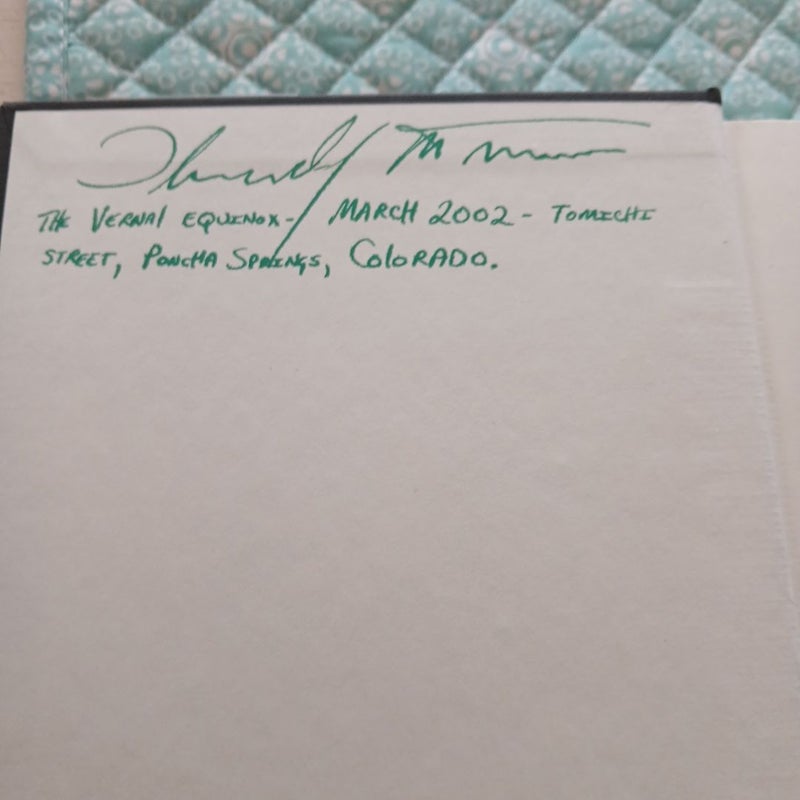 THE VERNAl EQUINOX - MARCH 2002 - TOMICHI
STREET, PONCHA SPRINGS, COlORADO.